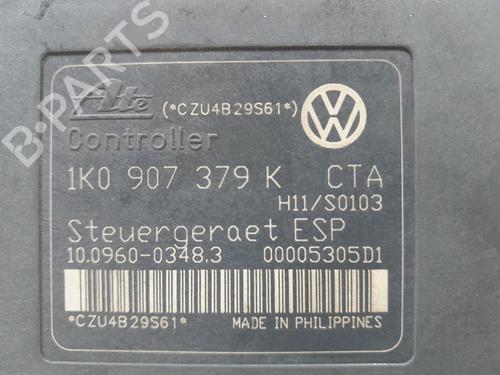 Ate (*CZU4B29S61*)
Controller
1K0 907 379 K CTA
H11/S0103
Steuergeraet ESP
10.0960-0348.3 00005305D1
*CZU4B29S61* MADE IN PHILIPPINES
B-PARTS